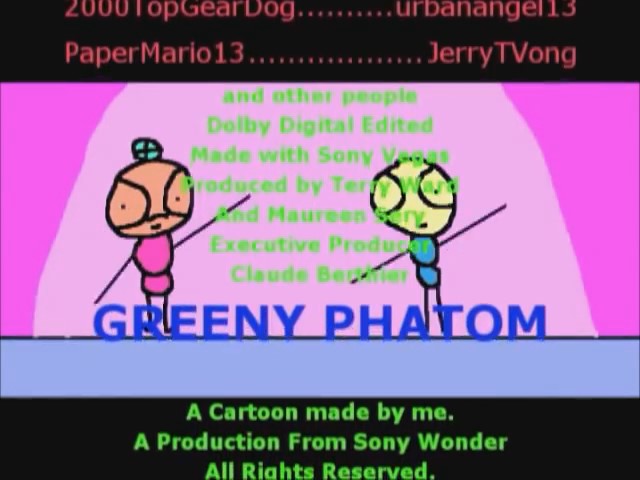 2000TopGearDog..........urbanangel13
PaperMario13..................JerryTVong
and other people
Dolby Digital Edited
Made with Sony Vegas
Produced by Terry Ward
And Maureen Sery
Executive Producer
Claude Berthier
GREENY PHATOM
A Cartoon made by me.
A Production From Sony Wonder
All Rights Reserved.